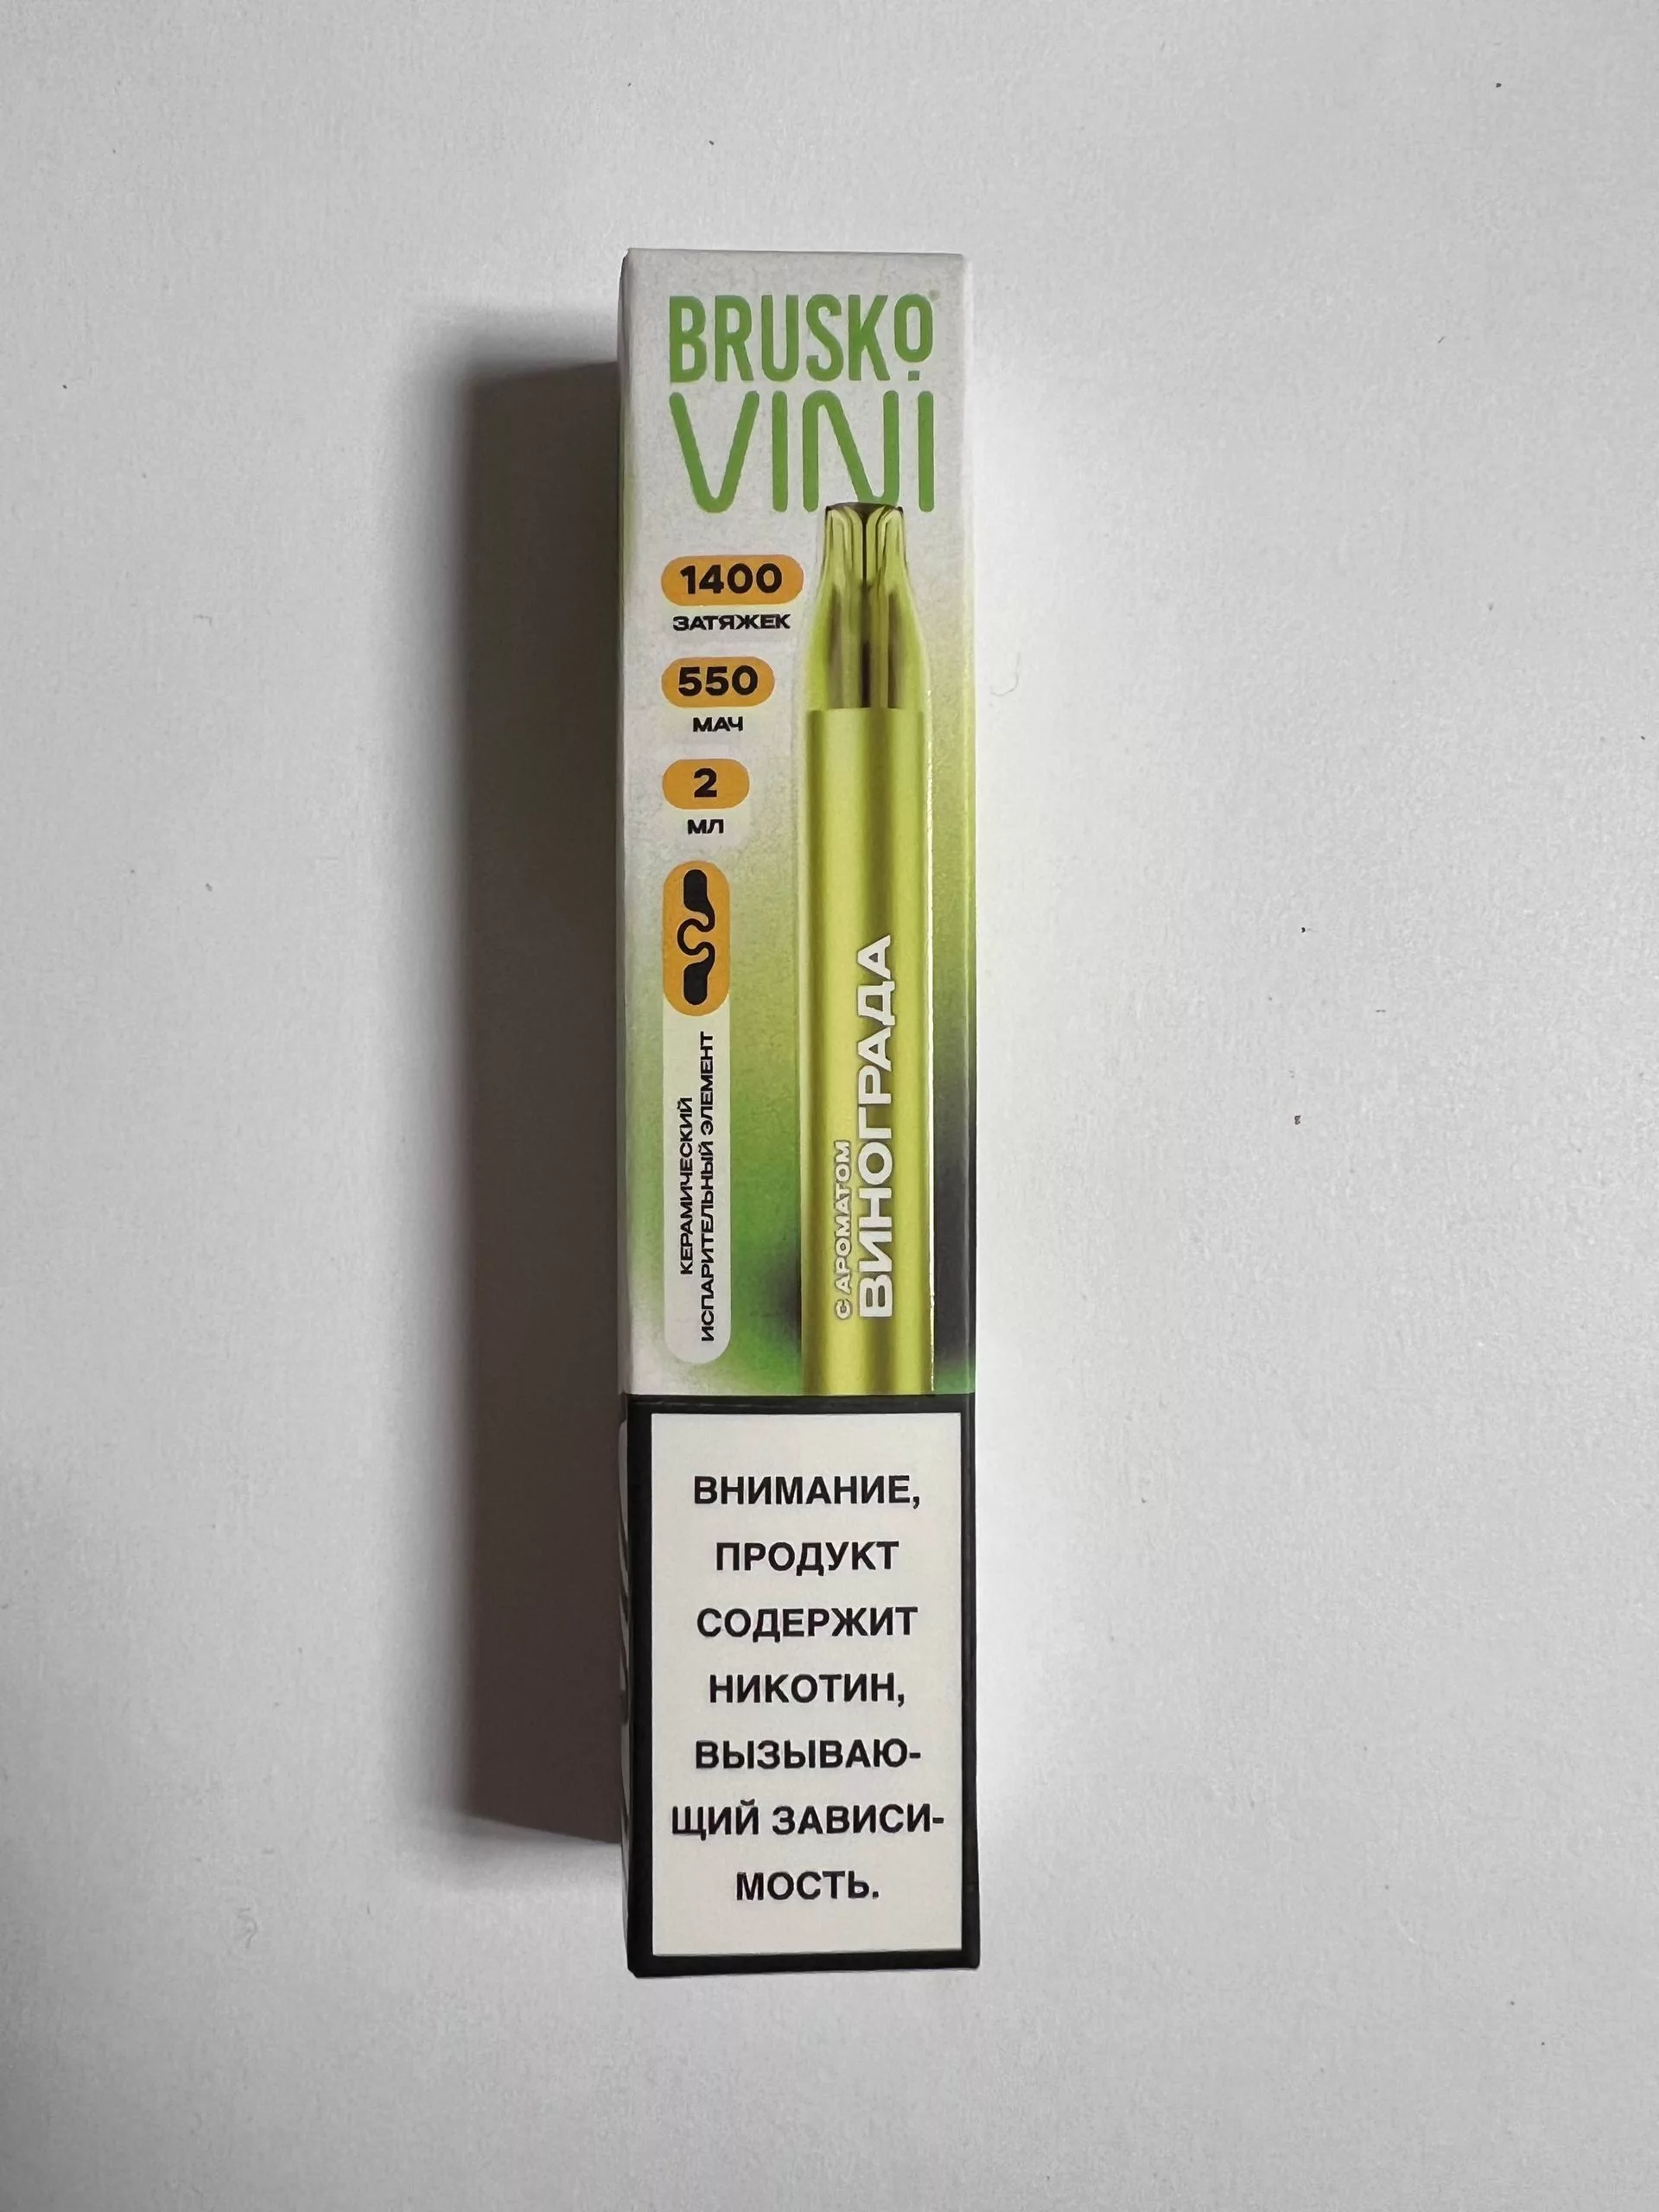 BRUSKO
VINI
1400
ЗАТЯЖЕК
550
МАЧ
2
МЛ
КЕРАМИЧЕСКИЙ
ИСПАРИТЕЛЬНЫЙ ЭЛЕМЕНТ
С АРОМАТОМ
ВИНОГРАДА
ВНИМАНИЕ,
ПРОДУКТ
СОДЕРЖИТ
НИКОТИН,
ВЫЗЫВАЮ-
ЩИЙ ЗАВИСИ-
МОСТЬ.